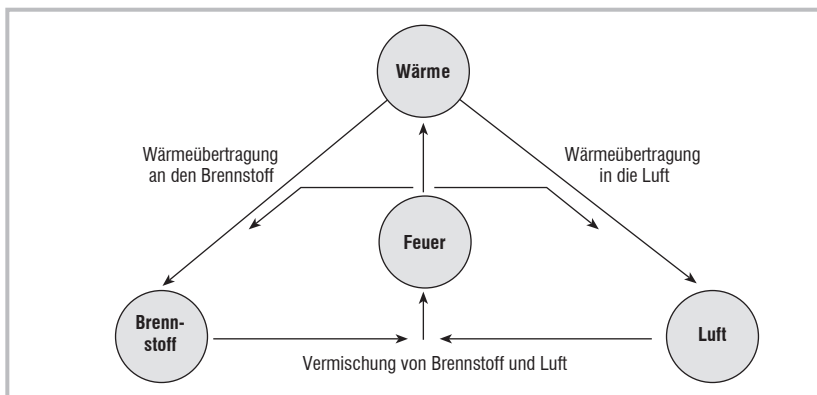 Wärme
Wärmeübertragung
an den Brennstoff
Wärmeübertragung
in die Luft
Feuer
Brenn-
stoff
Luft
Vermischung von Brennstoff und Luft